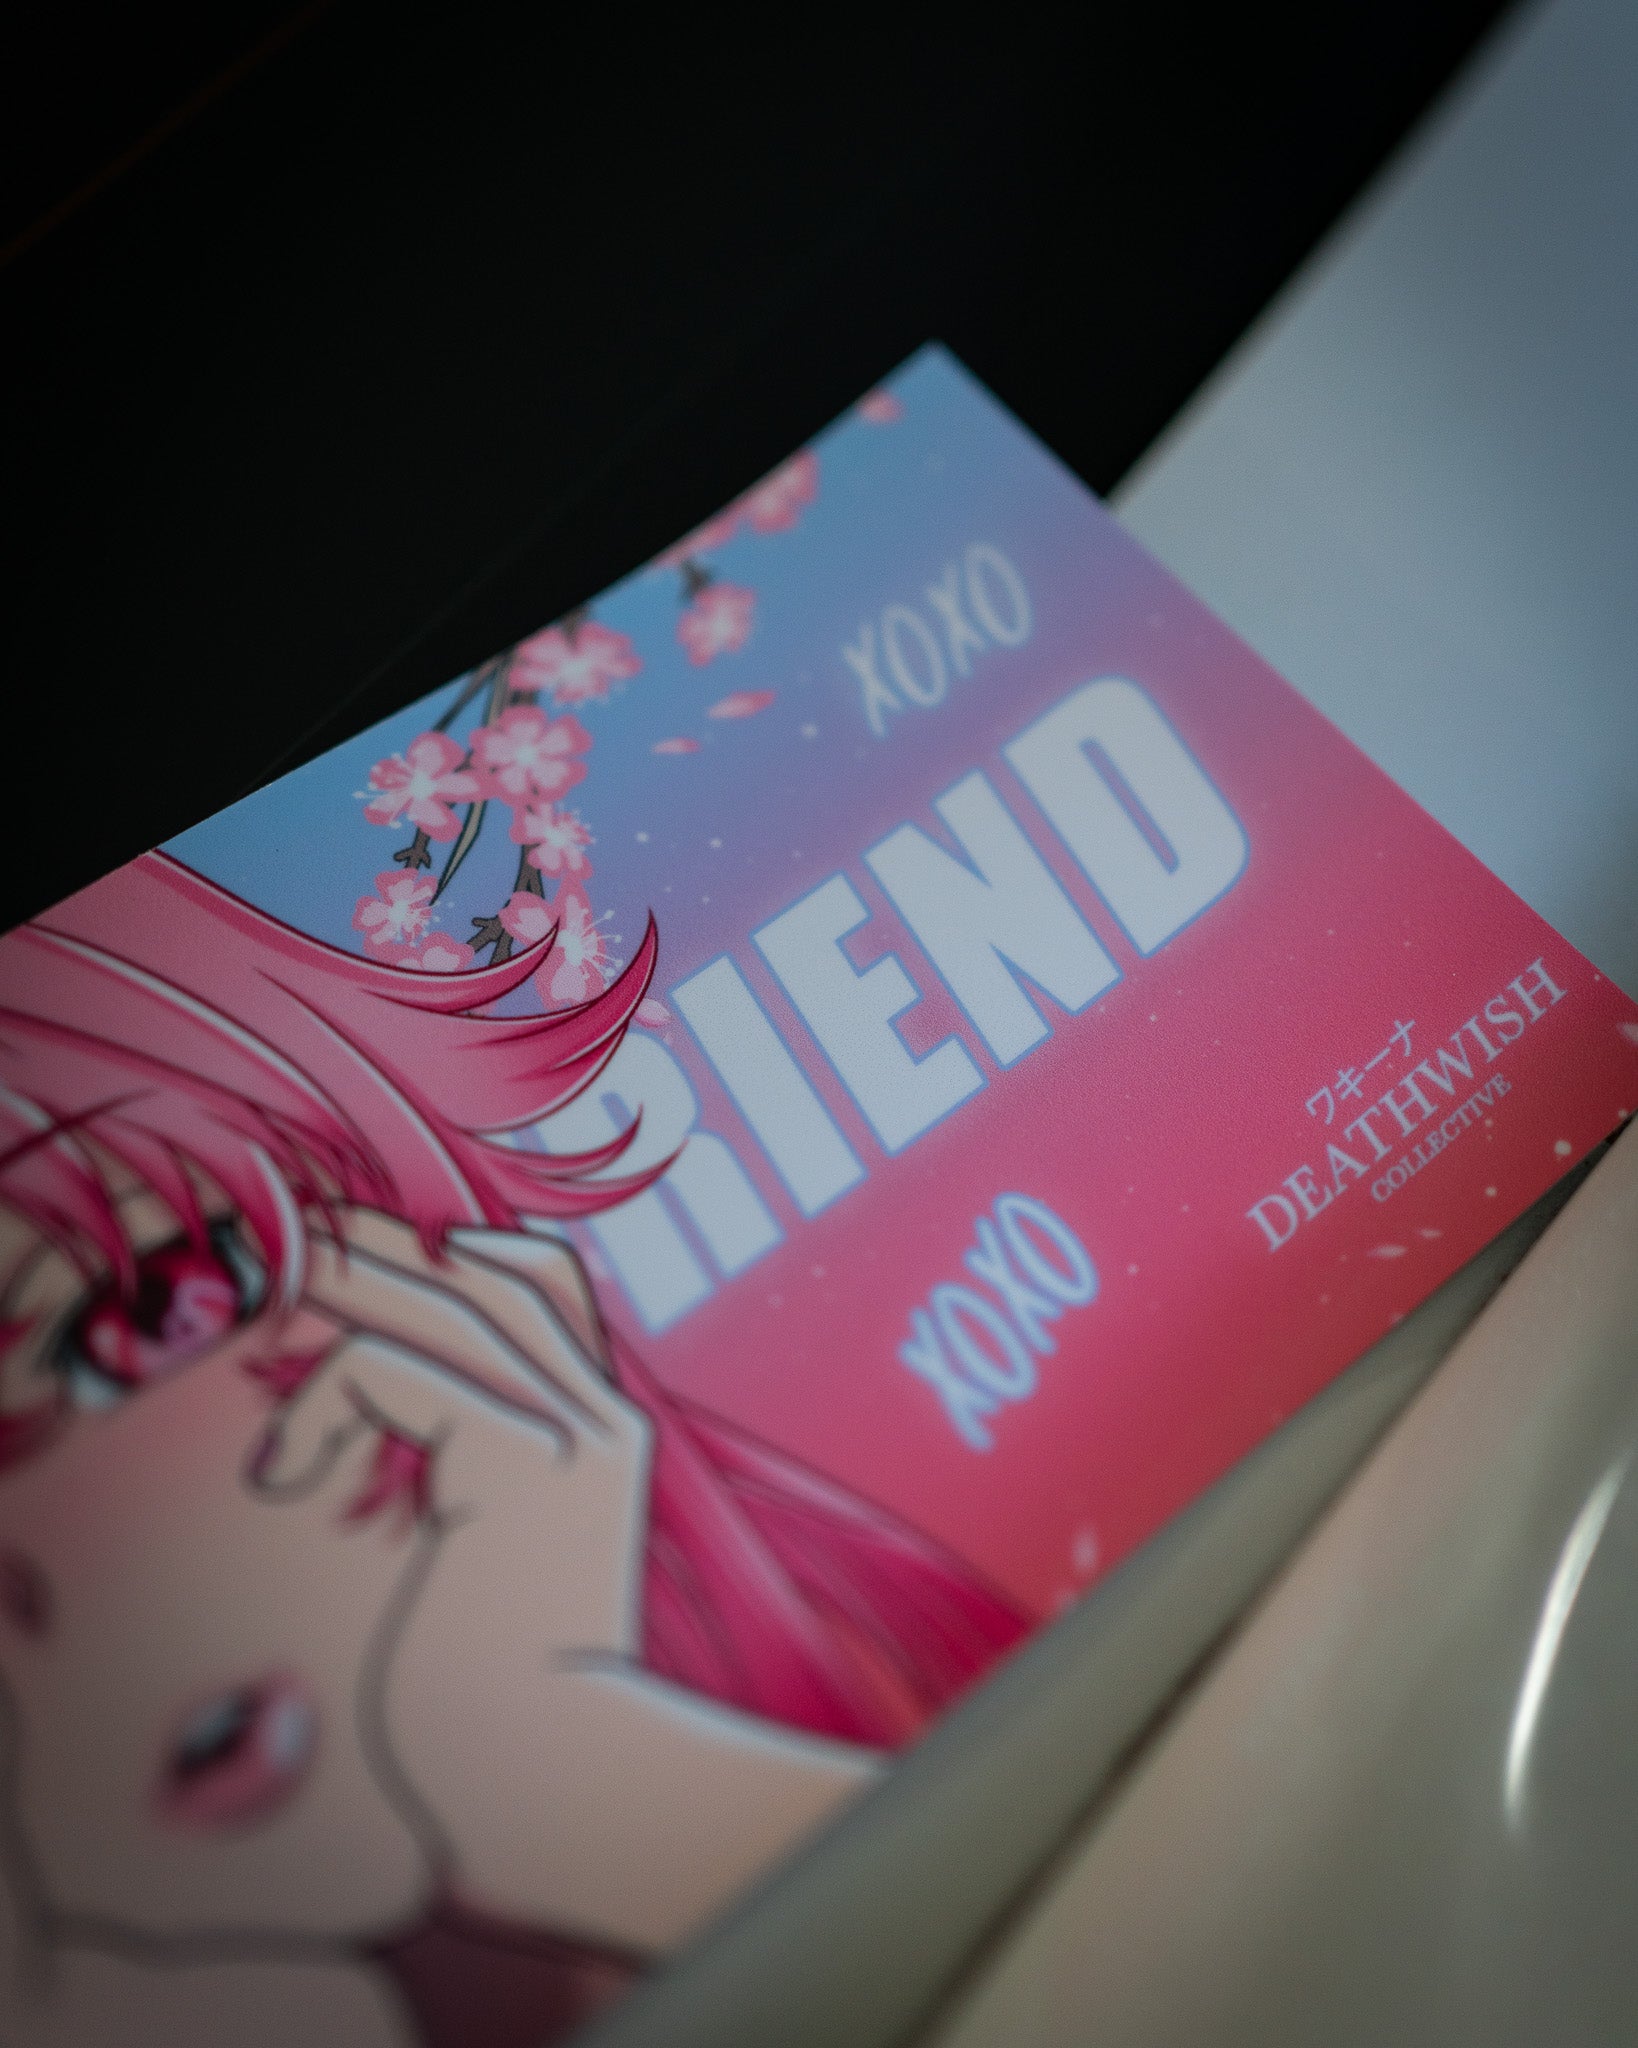 XOXO
RIEND
XOXO
ワキーナ
DEATHWISH
COLLECTIVE